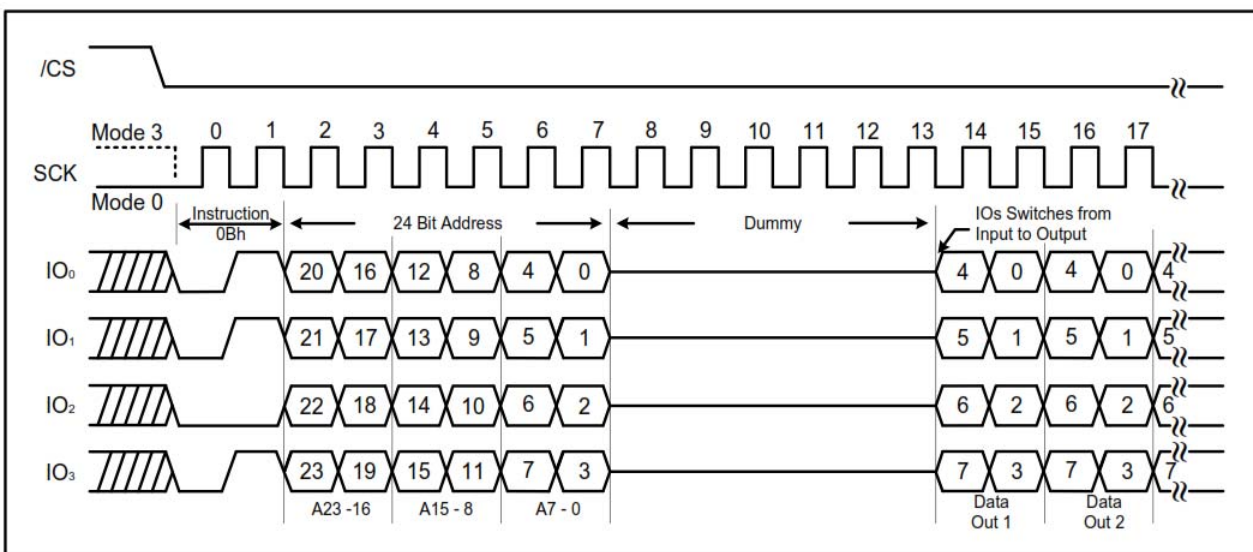 /CS
Mode 3 0 1 2 3 4 5 6 7 8 9 10 11 12 13 14 15 16 17
SCK
Mode 0
Instruction
0Bh
24 Bit Address
Dummy
IOs Switches from
Input to Output
IO₀ 20 16 12 8 4 0 4 0 4 0 4
IO₁ 21 17 13 9 5 1 5 1 5 1 5
IO₂ 22 18 14 10 6 2 6 2 6 2 6
IO₃ 23 19 15 11 7 3 7 3 7 3 7
A23 -16 A15 - 8 A7 - 0
Data
Out 1
Data
Out 2